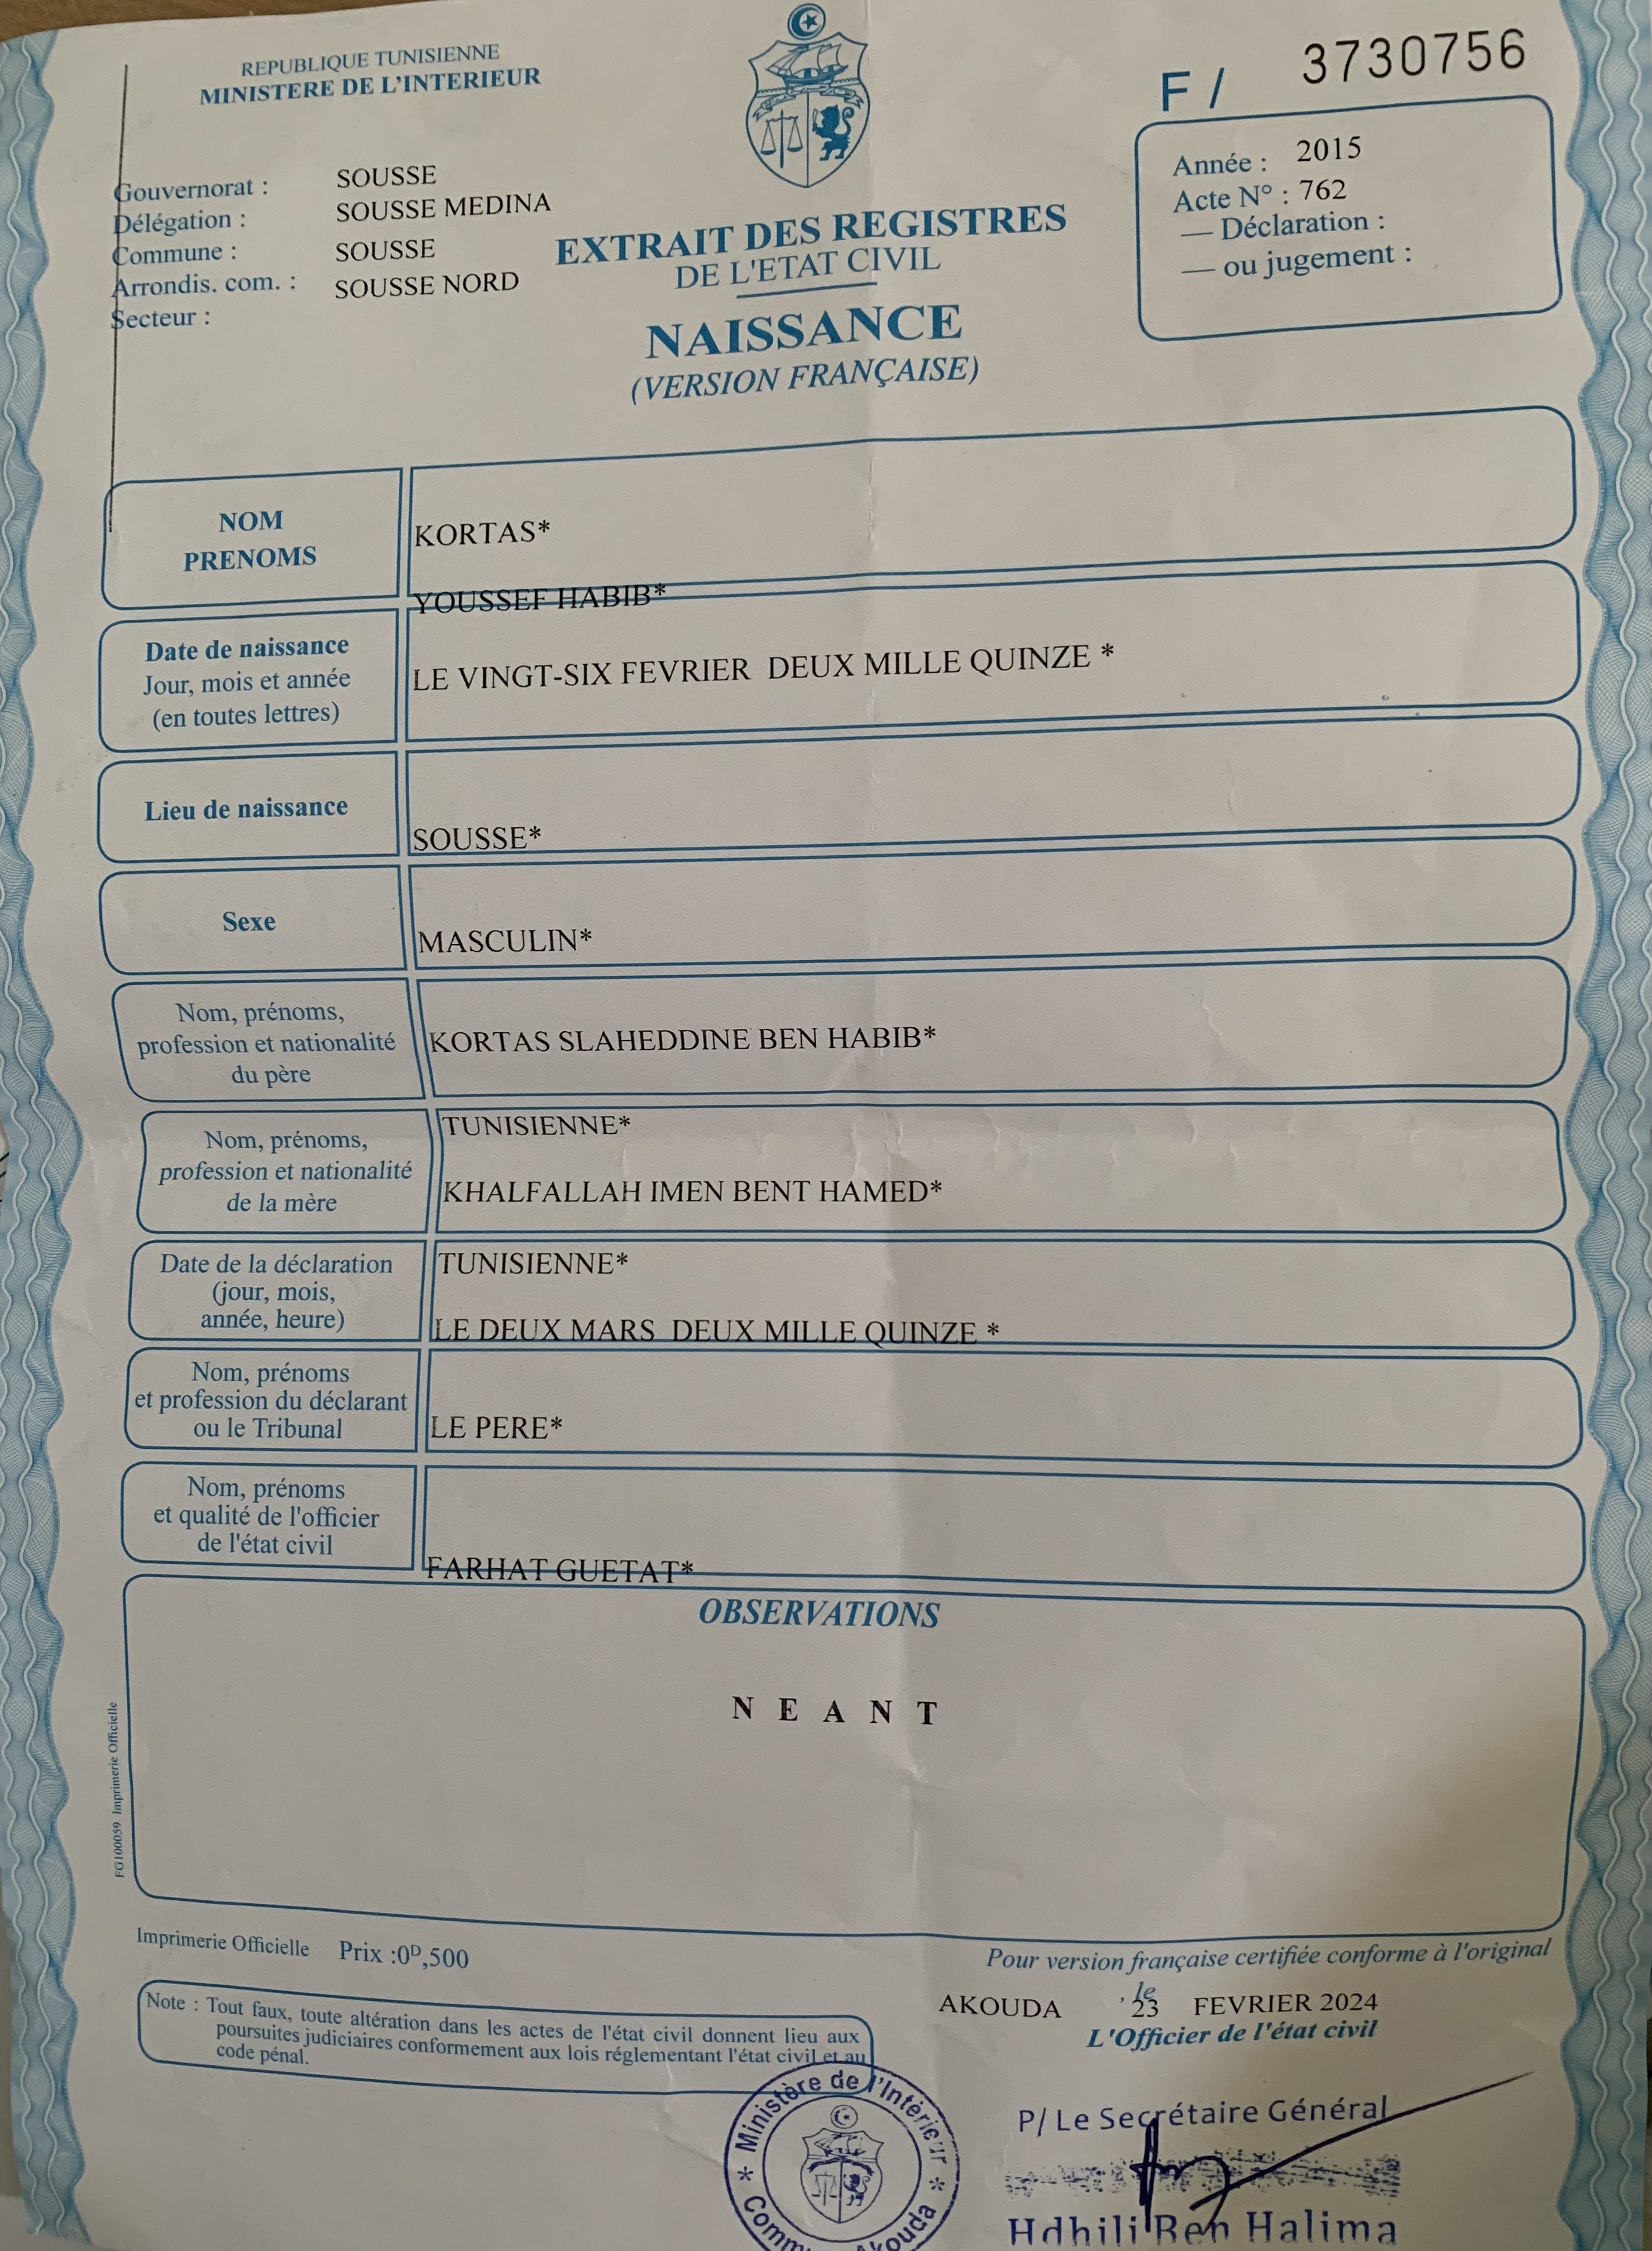 REPUBLIQUE TUNISIENNE
MINISTERE DE L'INTERIEUR
F / 3730756
Gouvernorat : SOUSSE
Délégation : SOUSSE MEDINA
Commune : SOUSSE
Arrondis. com. : SOUSSE NORD
Secteur :
Année : 2015
Acte N° : 762
— Déclaration :
— ou jugement :
EXTRAIT DES REGISTRES
DE L'ETAT CIVIL
NAISSANCE
(VERSION FRANÇAISE)
NOM
PRENOMS
KORTAS*
YOUSSEF HABIB*
Date de naissance
Jour, mois et année
(en toutes lettres)
LE VINGT-SIX FEVRIER DEUX MILLE QUINZE *
Lieu de naissance
SOUSSE*
Sexe
MASCULIN*
Nom, prénoms,
profession et nationalité
du père
KORTAS SLAHEDDINE BEN HABIB*
TUNISIENNE*
Nom, prénoms,
profession et nationalité
de la mère
KHALFALLAH IMEN BENT HAMED*
TUNISIENNE*
Date de la déclaration
(jour, mois,
année, heure)
LE DEUX MARS DEUX MILLE QUINZE *
Nom, prénoms
et profession du déclarant
ou le Tribunal
LE PERE*
Nom, prénoms
et qualité de l'officier
de l'état civil
FARHAT GUETAT*
OBSERVATIONS
N E A N T
FG100059 Imprimerie Officielle
Imprimerie Officielle Prix :0ᴰ,500
Pour version française certifiée conforme à l'original
AKOUDA , le 23 FEVRIER 2024
L'Officier de l'état civil
Note : Tout faux, toute altération dans les actes de l'état civil donnent lieu aux
poursuites judiciaires conformement aux lois réglementant l'état civil et au
code pénal.
* Ministère de l'Intérieur *
Akouda
P/ Le Secrétaire Général
Hdhili Ben Halima